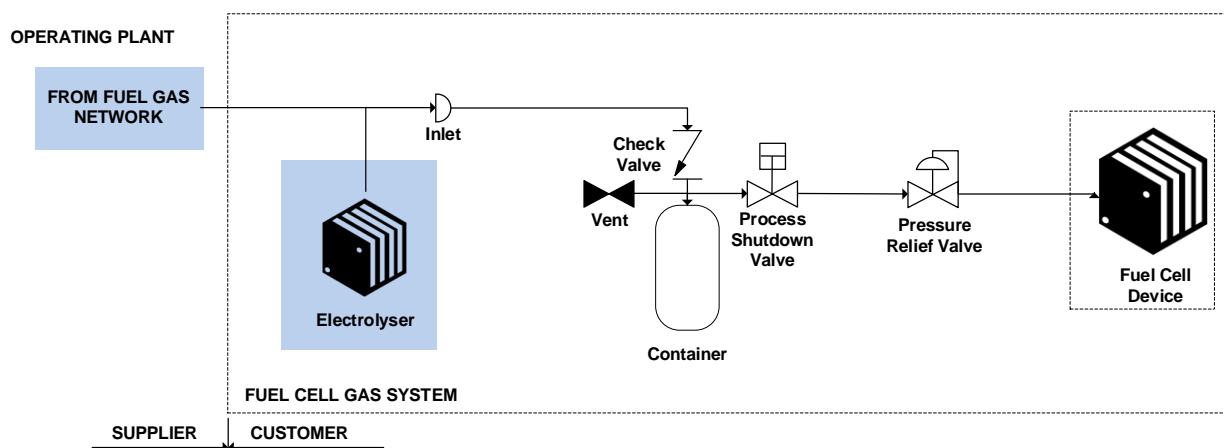 OPERATING PLANT
FROM FUEL GAS
NETWORK
Inlet
Check
Valve
Vent
Process
Shutdown
Valve
Pressure
Relief Valve
Fuel Cell
Device
Electrolyser
Container
FUEL CELL GAS SYSTEM
SUPPLIER
CUSTOMER